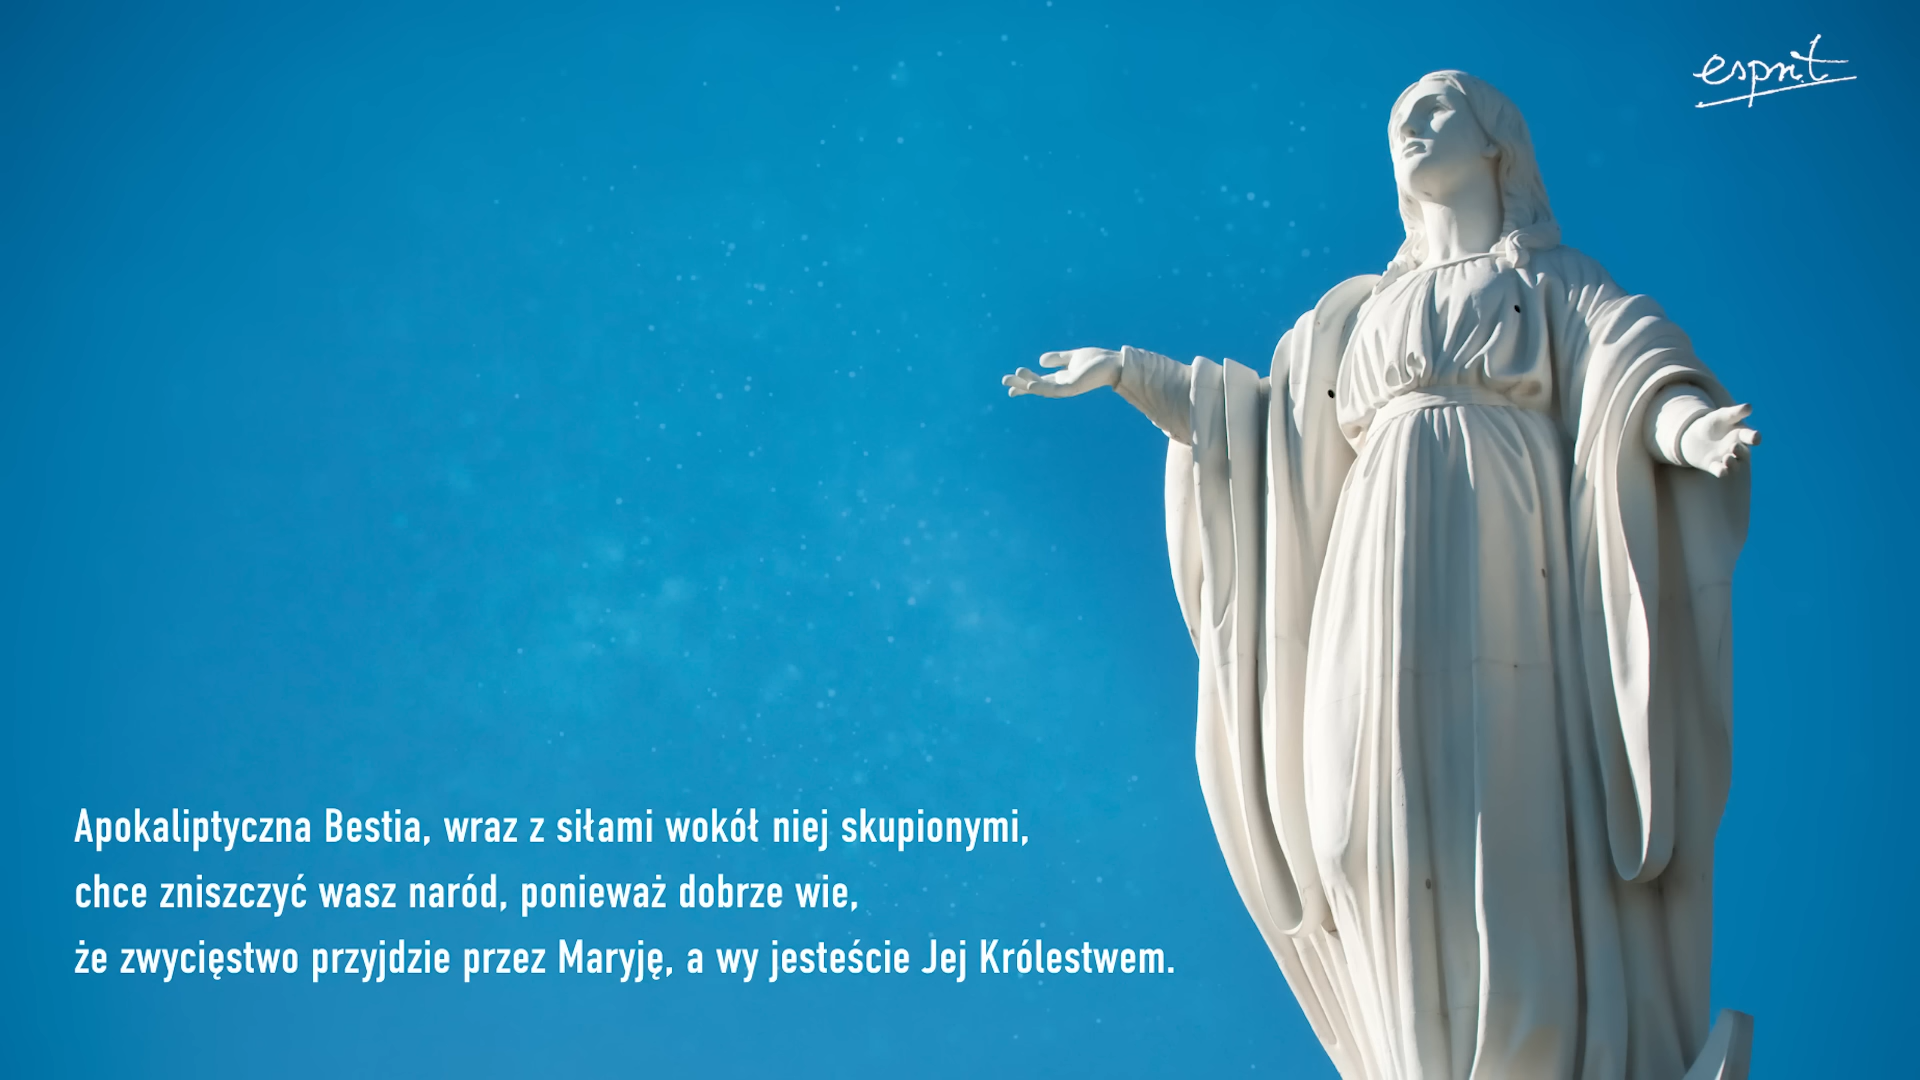 esprit
Apokaliptyczna Bestia, wraz z siłami wokół niej skupionymi,
chce zniszczyć wasz naród, ponieważ dobrze wie,
że zwycięstwo przyjdzie przez Maryję, a wy jesteście Jej Królestwem.